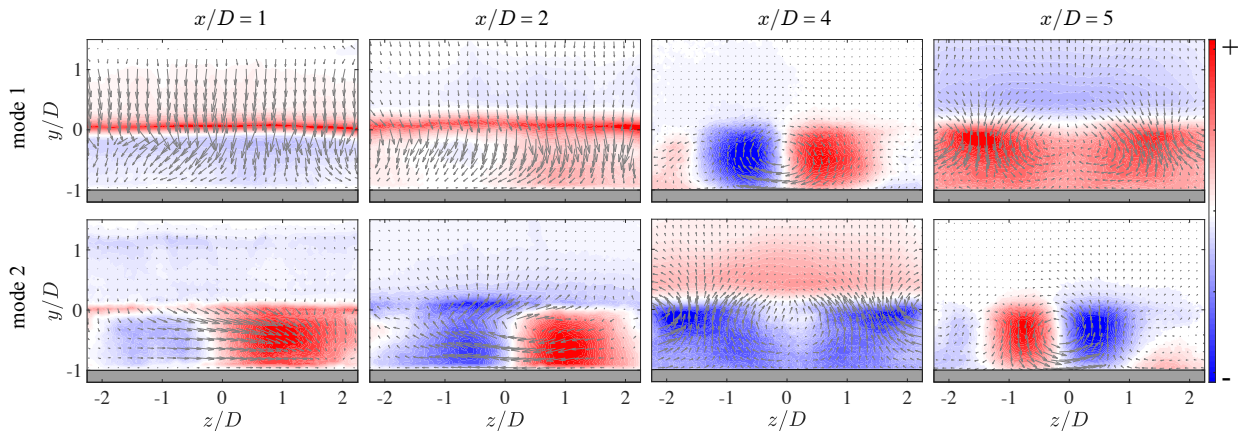 x/D = 1 x/D = 2 x/D = 4 x/D = 5
mode 1
y/D
1
0
-1
+
mode 2
y/D
1
0
-1
-
-2 -1 0 1 2 -2 -1 0 1 2 -2 -1 0 1 2 -2 -1 0 1 2
z/D z/D z/D z/D